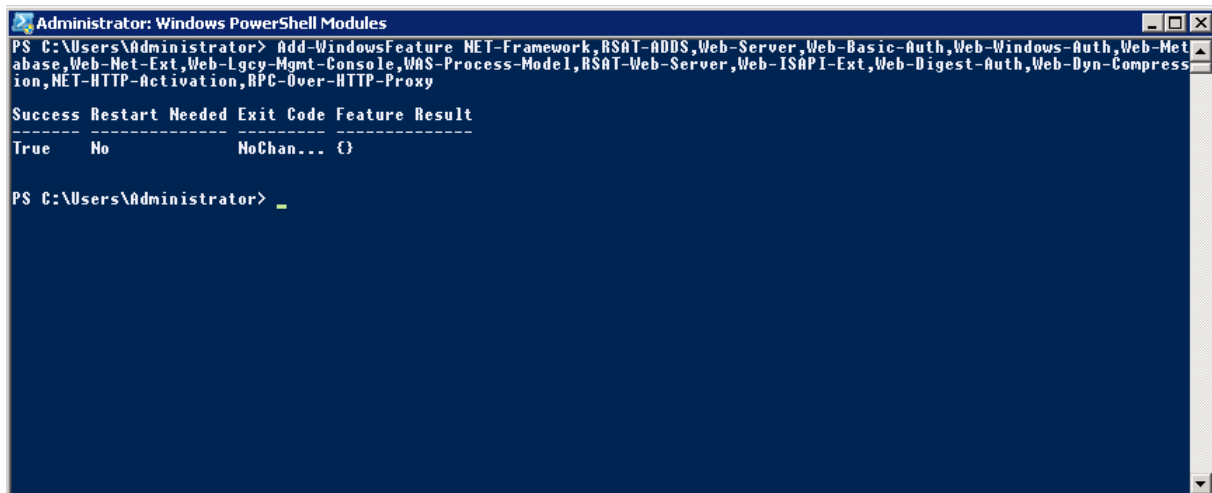 Administrator: Windows PowerShell Modules
PS C:\Users\Administrator> Add-WindowsFeature NET-Framework,RSAT-ADDS,Web-Server,Web-Basic-Auth,Web-Windows-Auth,Web-Met
abase,Web-Net-Ext,Web-Lgcy-Mgmt-Console,WAS-Process-Model,RSAT-Web-Server,Web-ISAPI-Ext,Web-Digest-Auth,Web-Dyn-Compress
ion,NET-HTTP-Activation,RPC-Over-HTTP-Proxy
Success Restart Needed Exit Code Feature Result
------- -------------- --------- --------------
True No NoChan... {}
PS C:\Users\Administrator> _